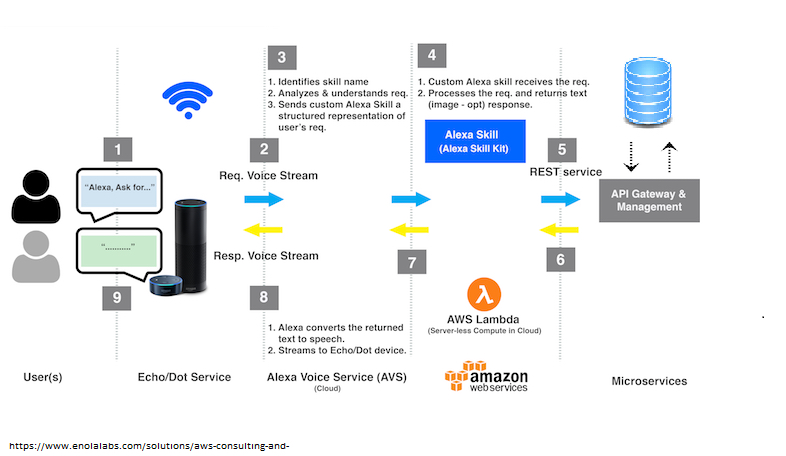 3
1. Identifies skill name
2. Analyzes & understands req.
3. Sends custom Alexa Skill a
structured representation of
user's req.
4
1. Custom Alexa skill receives the req.
2. Processes the req. and returns text
(image - opt) response.
Alexa Skill
(Alexa Skill Kit)
1
2
5
Req. Voice Stream
REST service
"Alexa, Ask for..."
API Gateway &
Management
"..........."
Resp. Voice Stream
7
6
9
8
AWS Lambda
(Server-less Compute in Cloud)
1. Alexa converts the returned
text to speech.
2. Streams to Echo/Dot device.
User(s)
Echo/Dot Service
Alexa Voice Service (AVS)
(Cloud)
amazon
webservices
Microservices
https://www.enolalabs.com/solutions/aws-consulting-and-